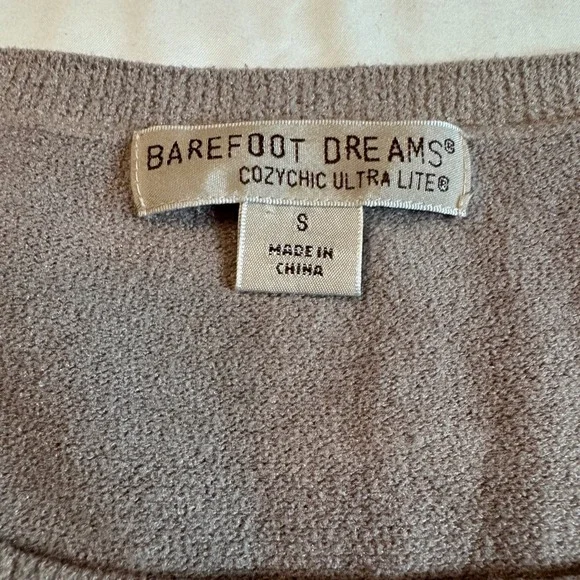 BAREFOOT DREAMS®
COZYCHIC ULTRA LITE®
S
MADE IN
CHINA